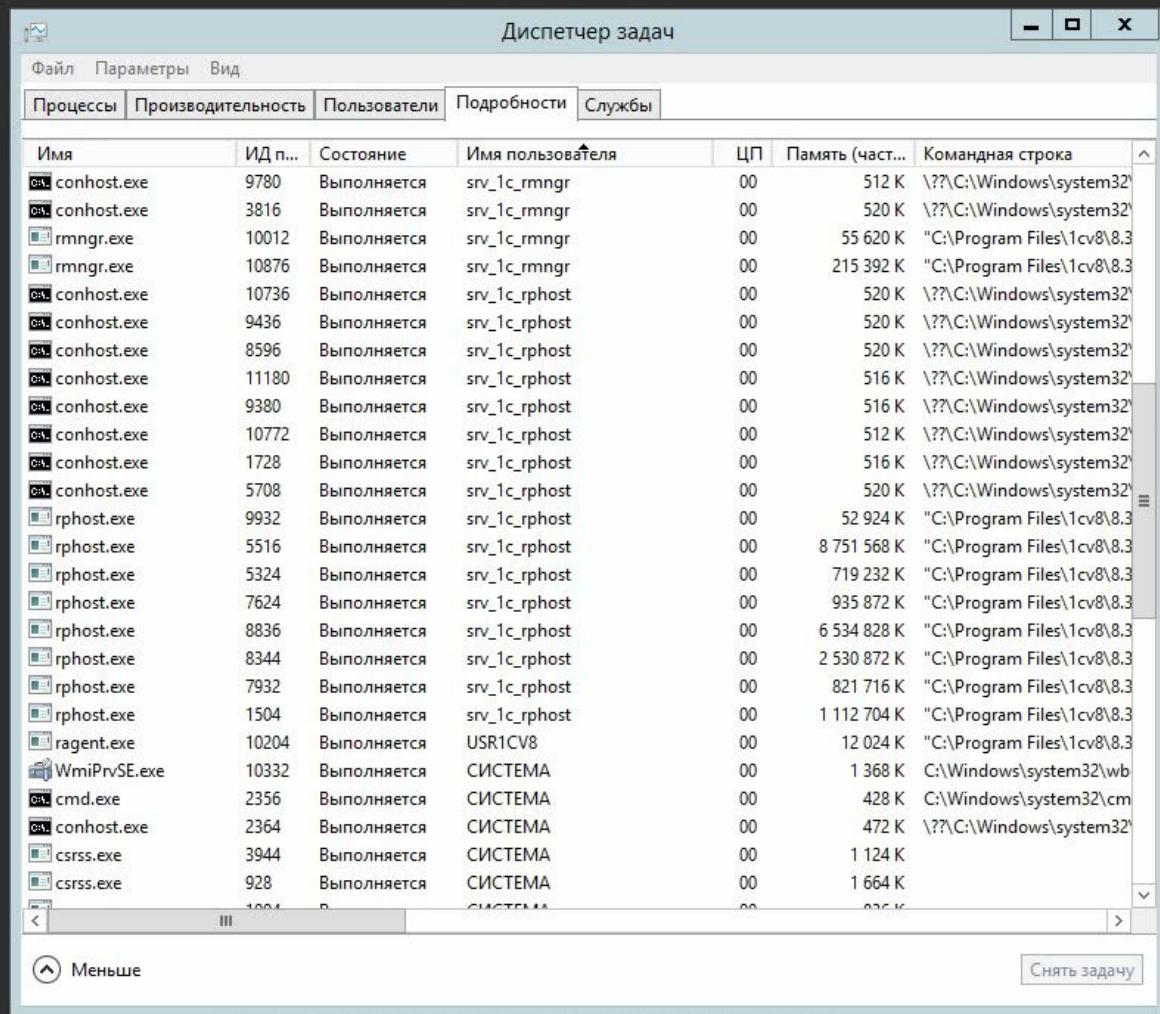 Диспетчер задач
Файл Параметры Вид
Процессы Производительность Пользователи Подробности Службы
Имя ИД п... Состояние Имя пользователя ЦП Память (част... Командная строка
conhost.exe 9780 Выполняется srv_1c_rmngr 00 512 K \??\C:\Windows\system32\
conhost.exe 3816 Выполняется srv_1c_rmngr 00 520 K \??\C:\Windows\system32\
rmngr.exe 10012 Выполняется srv_1c_rmngr 00 55 620 K "C:\Program Files\1cv8\8.3
rmngr.exe 10876 Выполняется srv_1c_rmngr 00 215 392 K "C:\Program Files\1cv8\8.3
conhost.exe 10736 Выполняется srv_1c_rphost 00 520 K \??\C:\Windows\system32\
conhost.exe 9436 Выполняется srv_1c_rphost 00 520 K \??\C:\Windows\system32\
conhost.exe 8596 Выполняется srv_1c_rphost 00 520 K \??\C:\Windows\system32\
conhost.exe 11180 Выполняется srv_1c_rphost 00 516 K \??\C:\Windows\system32\
conhost.exe 9380 Выполняется srv_1c_rphost 00 516 K \??\C:\Windows\system32\
conhost.exe 10772 Выполняется srv_1c_rphost 00 512 K \??\C:\Windows\system32\
conhost.exe 1728 Выполняется srv_1c_rphost 00 516 K \??\C:\Windows\system32\
conhost.exe 5708 Выполняется srv_1c_rphost 00 520 K \??\C:\Windows\system32\
rphost.exe 9932 Выполняется srv_1c_rphost 00 52 924 K "C:\Program Files\1cv8\8.3
rphost.exe 5516 Выполняется srv_1c_rphost 00 8 751 568 K "C:\Program Files\1cv8\8.3
rphost.exe 5324 Выполняется srv_1c_rphost 00 719 232 K "C:\Program Files\1cv8\8.3
rphost.exe 7624 Выполняется srv_1c_rphost 00 935 872 K "C:\Program Files\1cv8\8.3
rphost.exe 8836 Выполняется srv_1c_rphost 00 6 534 828 K "C:\Program Files\1cv8\8.3
rphost.exe 8344 Выполняется srv_1c_rphost 00 2 530 872 K "C:\Program Files\1cv8\8.3
rphost.exe 7932 Выполняется srv_1c_rphost 00 821 716 K "C:\Program Files\1cv8\8.3
rphost.exe 1504 Выполняется srv_1c_rphost 00 1 112 704 K "C:\Program Files\1cv8\8.3
ragent.exe 10204 Выполняется USR1CV8 00 12 024 K "C:\Program Files\1cv8\8.3
WmiPrvSE.exe 10332 Выполняется СИСТЕМА 00 1 368 K C:\Windows\system32\wb
cmd.exe 2356 Выполняется СИСТЕМА 00 428 K C:\Windows\system32\cm
conhost.exe 2364 Выполняется СИСТЕМА 00 472 K \??\C:\Windows\system32\
csrss.exe 3944 Выполняется СИСТЕМА 00 1 124 K
csrss.exe 928 Выполняется СИСТЕМА 00 1 664 K
Меньше
Снять задачу